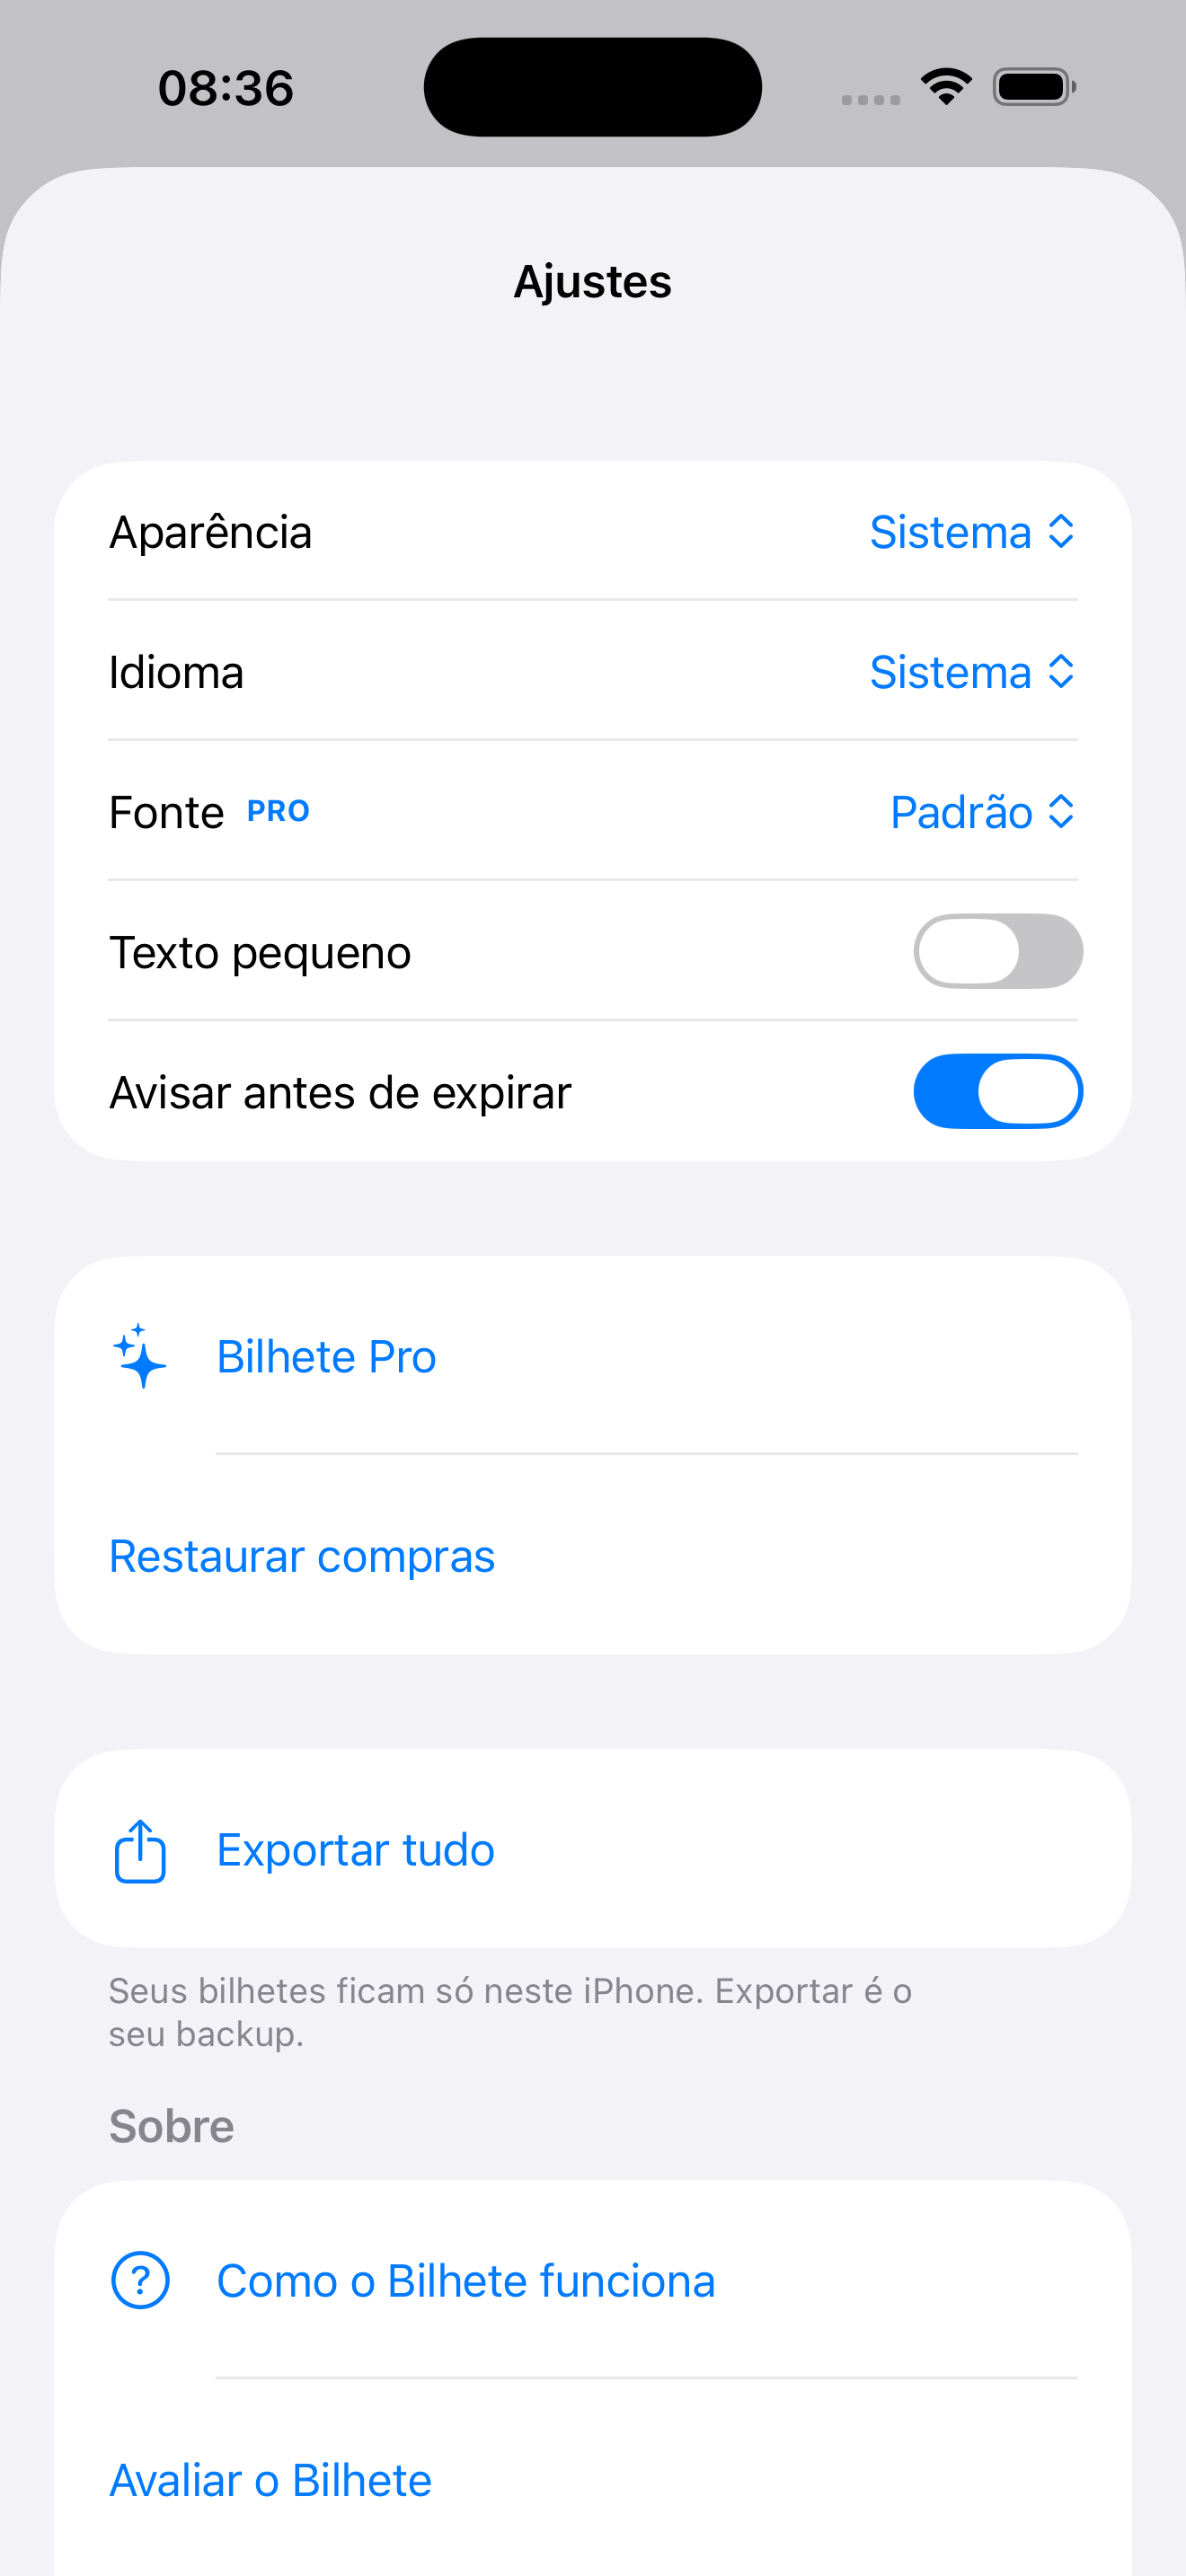 08:36
Ajustes
Aparência Sistema
Idioma Sistema
Fonte PRO Padrão
Texto pequeno
Avisar antes de expirar
Bilhete Pro
Restaurar compras
Exportar tudo
Seus bilhetes ficam só neste iPhone. Exportar é o
seu backup.
Sobre
Como o Bilhete funciona
Avaliar o Bilhete